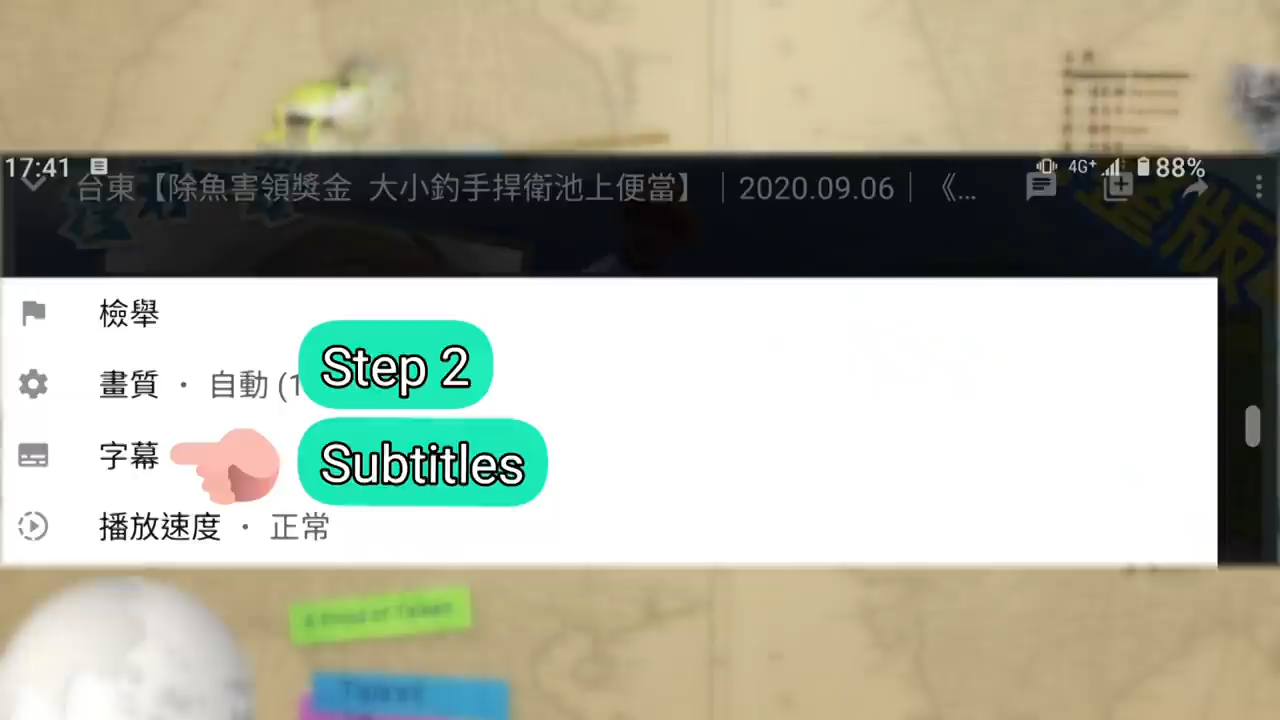 17:41
4G+
88%
台東【除魚害領獎金 大小釣手捍衛池上便當】｜2020.09.06｜《...
檢舉
畫質 · 自動 (1
Step 2
字幕
Subtitles
播放速度 · 正常